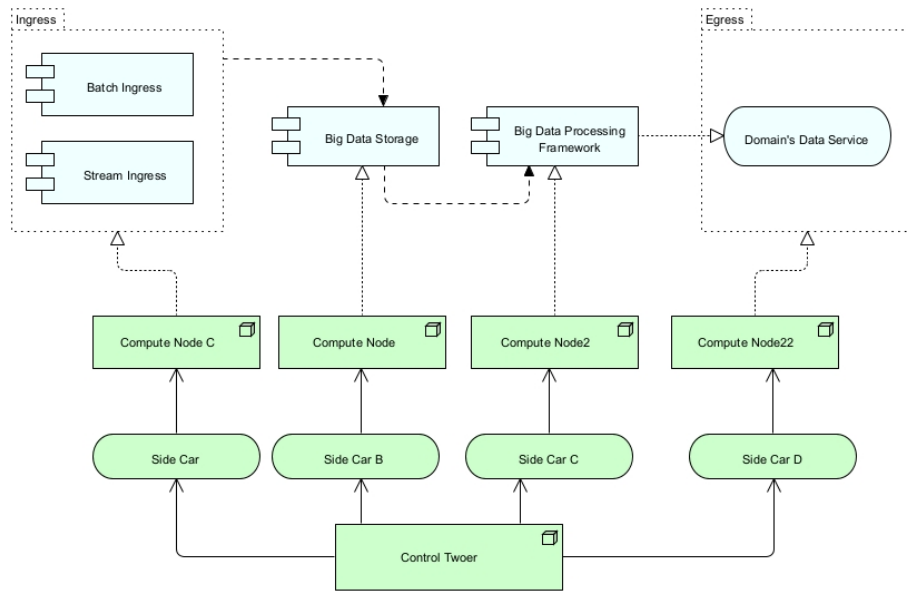 Ingress
Egress
Batch Ingress
Stream Ingress
Big Data Storage
Big Data Processing
Framework
Domain's Data Service
Compute Node C
Compute Node
Compute Node2
Compute Node22
Side Car
Side Car B
Side Car C
Side Car D
Control Twoer